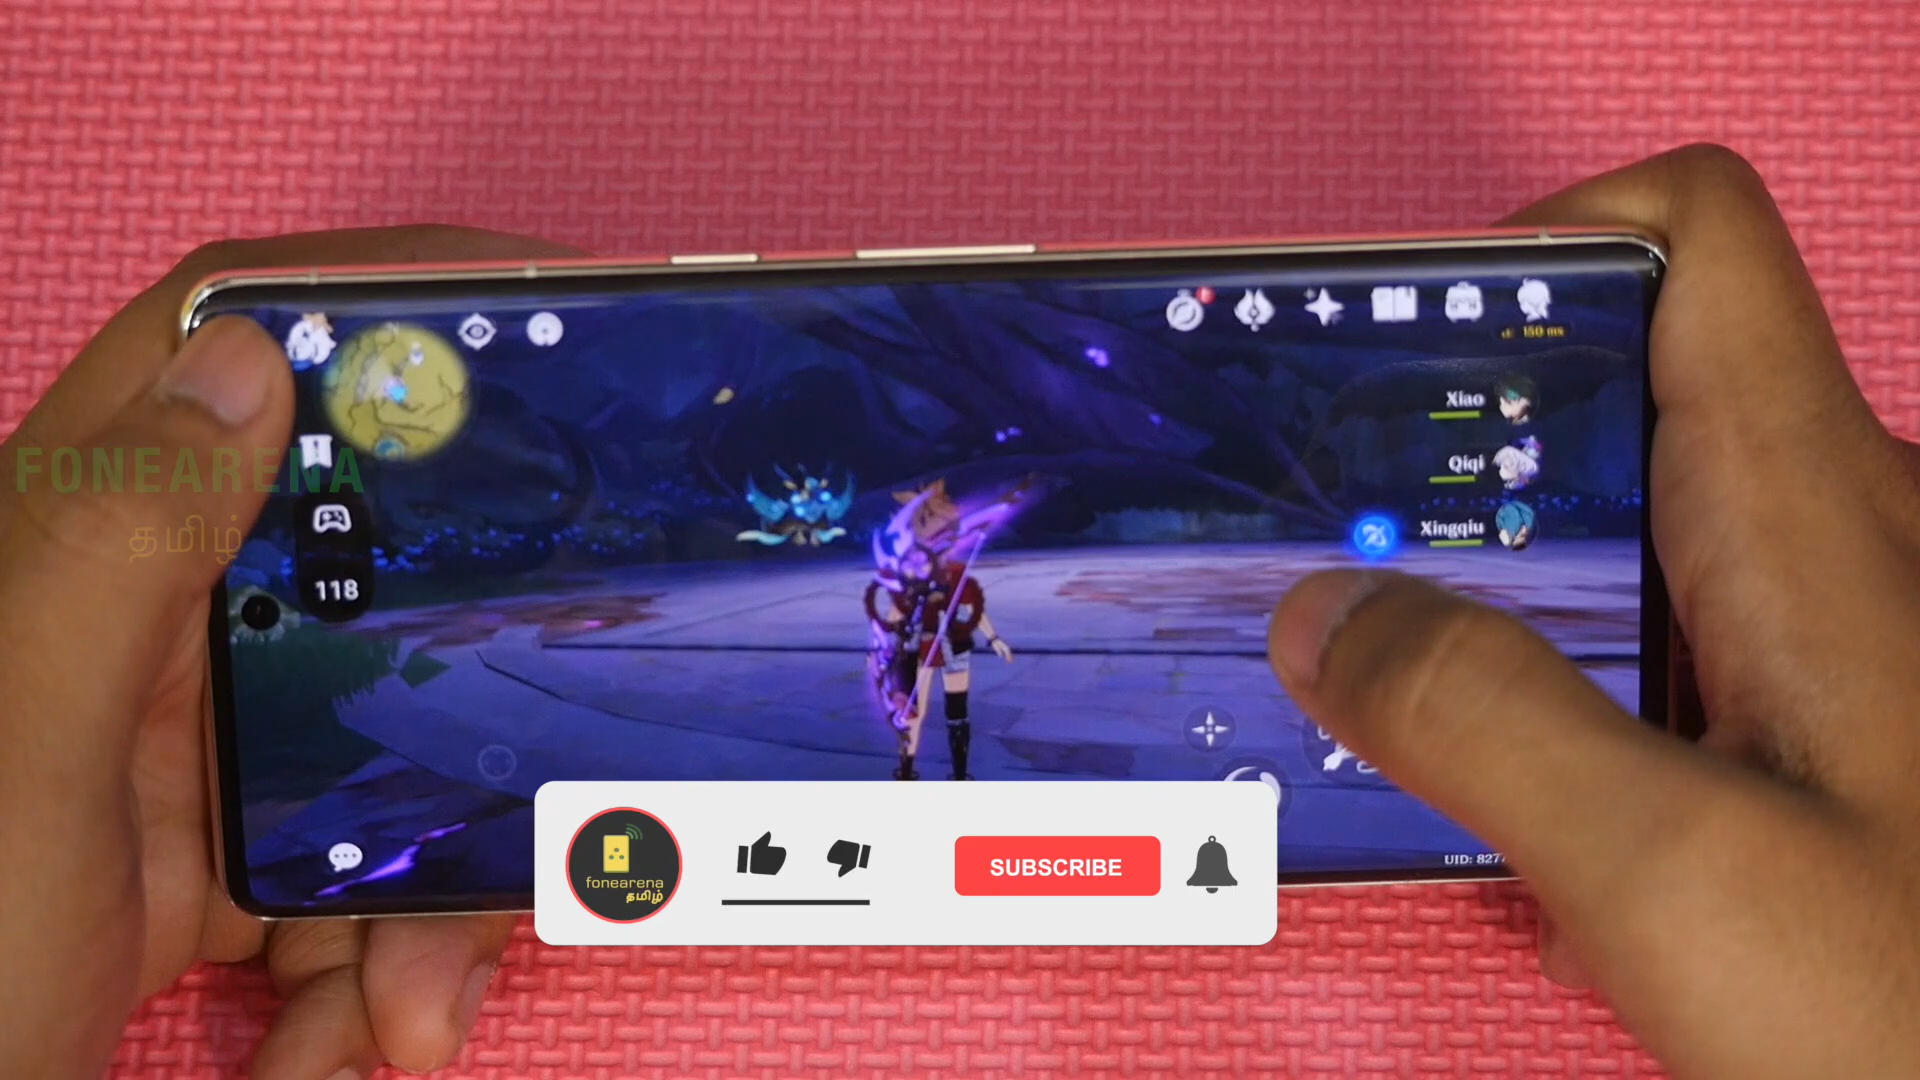 150 ms
Xiao
Qiqi
FONEARENA
தமிழ்
Xingqiu
118
UID: 827
fonearena
தமிழ்
SUBSCRIBE